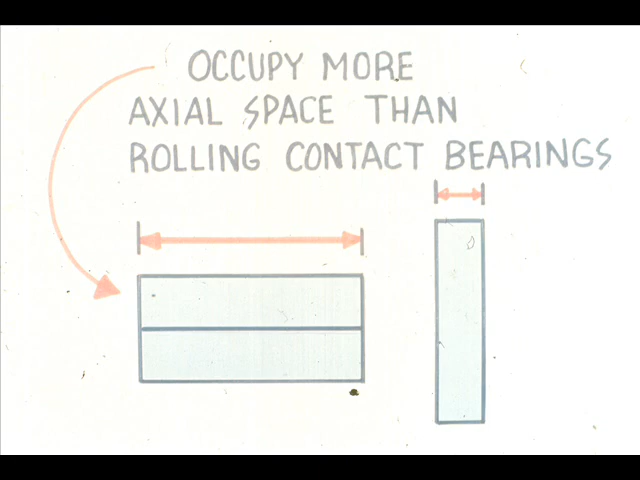 OCCUPY MORE
AXIAL SPACE THAN
ROLLING CONTACT BEARINGS